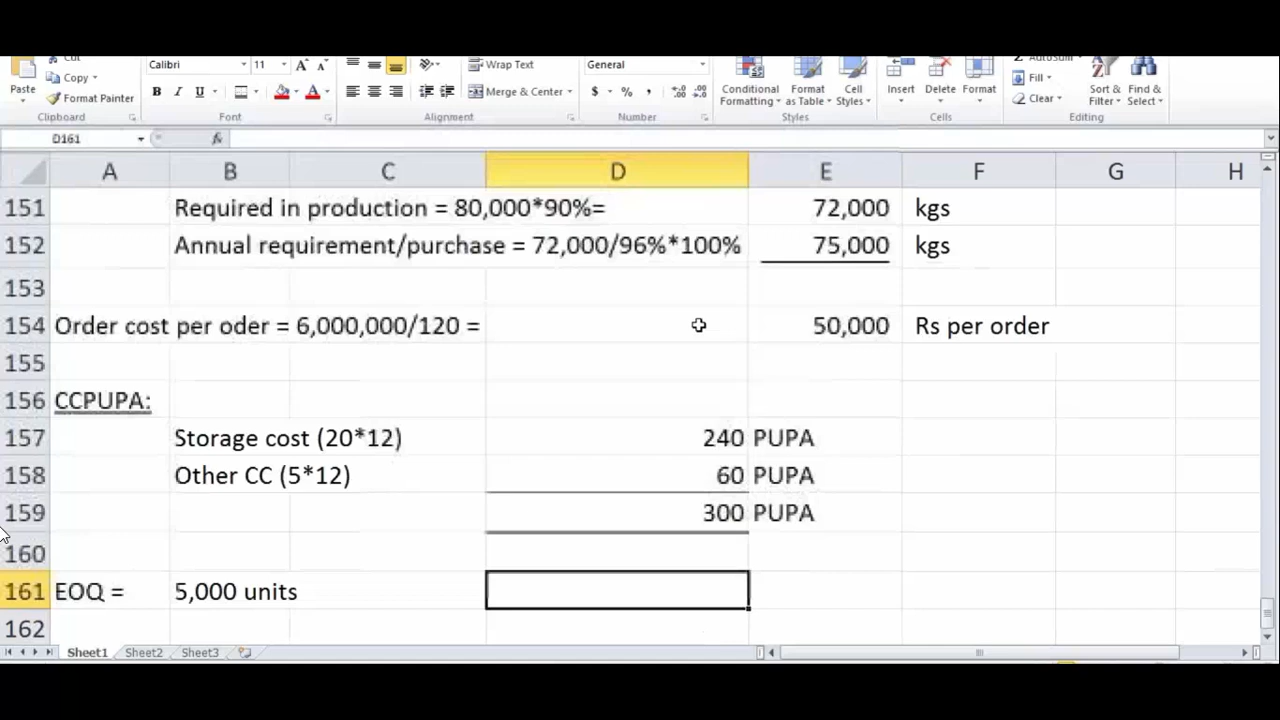 Cut
Calibri 11 A A Wrap Text General AutoSum
Paste Copy Merge & Center $ % , Conditional Formatting Format as Table Cell Styles Insert Delete Format Fill Sort & Filter Find & Select
Format Painter B I U A Clear
Clipboard Font Alignment Number Styles Cells Editing
D161 fx
A B C D E F G H
151 Required in production = 80,000*90%= 72,000 kgs
152 Annual requirement/purchase = 72,000/96%*100% 75,000 kgs
153
154 Order cost per oder = 6,000,000/120 = 50,000 Rs per order
155
156 CCPUPA:
157 Storage cost (20*12) 240 PUPA
158 Other CC (5*12) 60 PUPA
159 300 PUPA
160
161 EOQ = 5,000 units
162
Sheet1 Sheet2 Sheet3